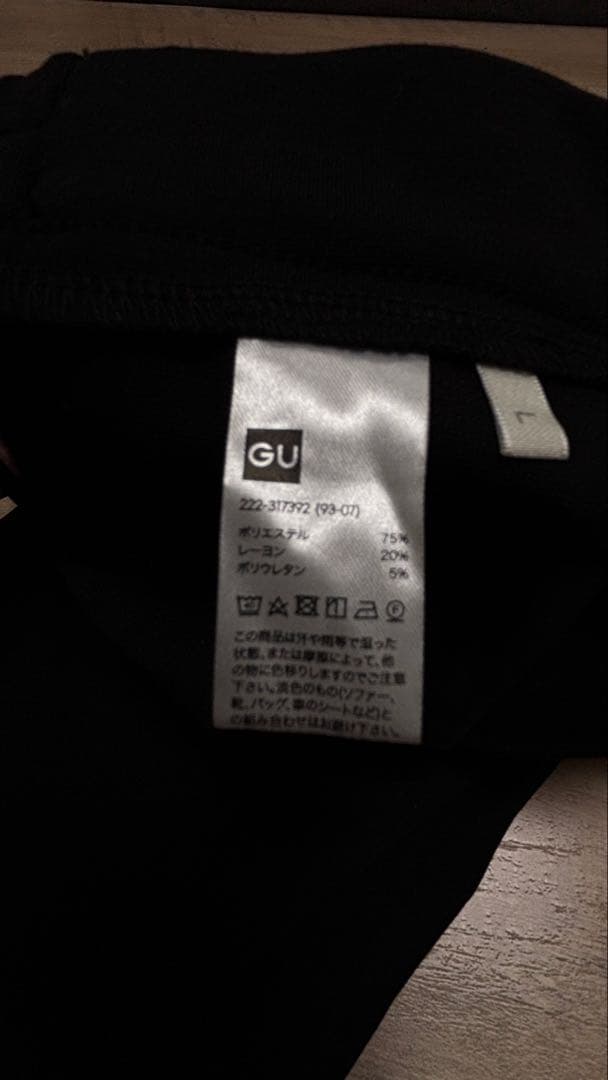 GU
L
222-317392 (93-07)
ポリエステル 75%
レーヨン 20%
ポリウレタン 5%
この商品は汗や雨等で湿った
状態、または摩擦によって、他
の物に色移りしますのでご注意
下さい。淡色のもの(ソファー、
靴、バッグ、車のシートなど)と
の組み合わせはお避け下さい。